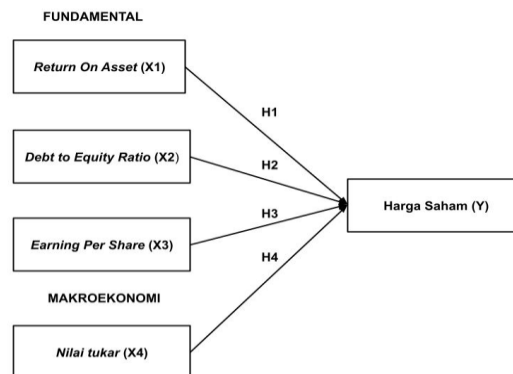 FUNDAMENTAL
Return On Asset (X1)
H1
Debt to Equity Ratio (X2)
H2
Harga Saham (Y)
Earning Per Share (X3)
H3
H4
MAKROEKONOMI
Nilai tukar (X4)